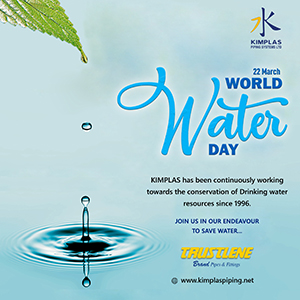 KIMPLAS
PIPING SYSTEMS LTD
22 March
WORLD
Water
DAY
KIMPLAS has been continuously working
towards the conservation of Drinking water
resources since 1996.
JOIN US IN OUR ENDEAVOUR
TO SAVE WATER...
TRUSTLENE
Brand Pipes & Fittings
www.kimplaspiping.net